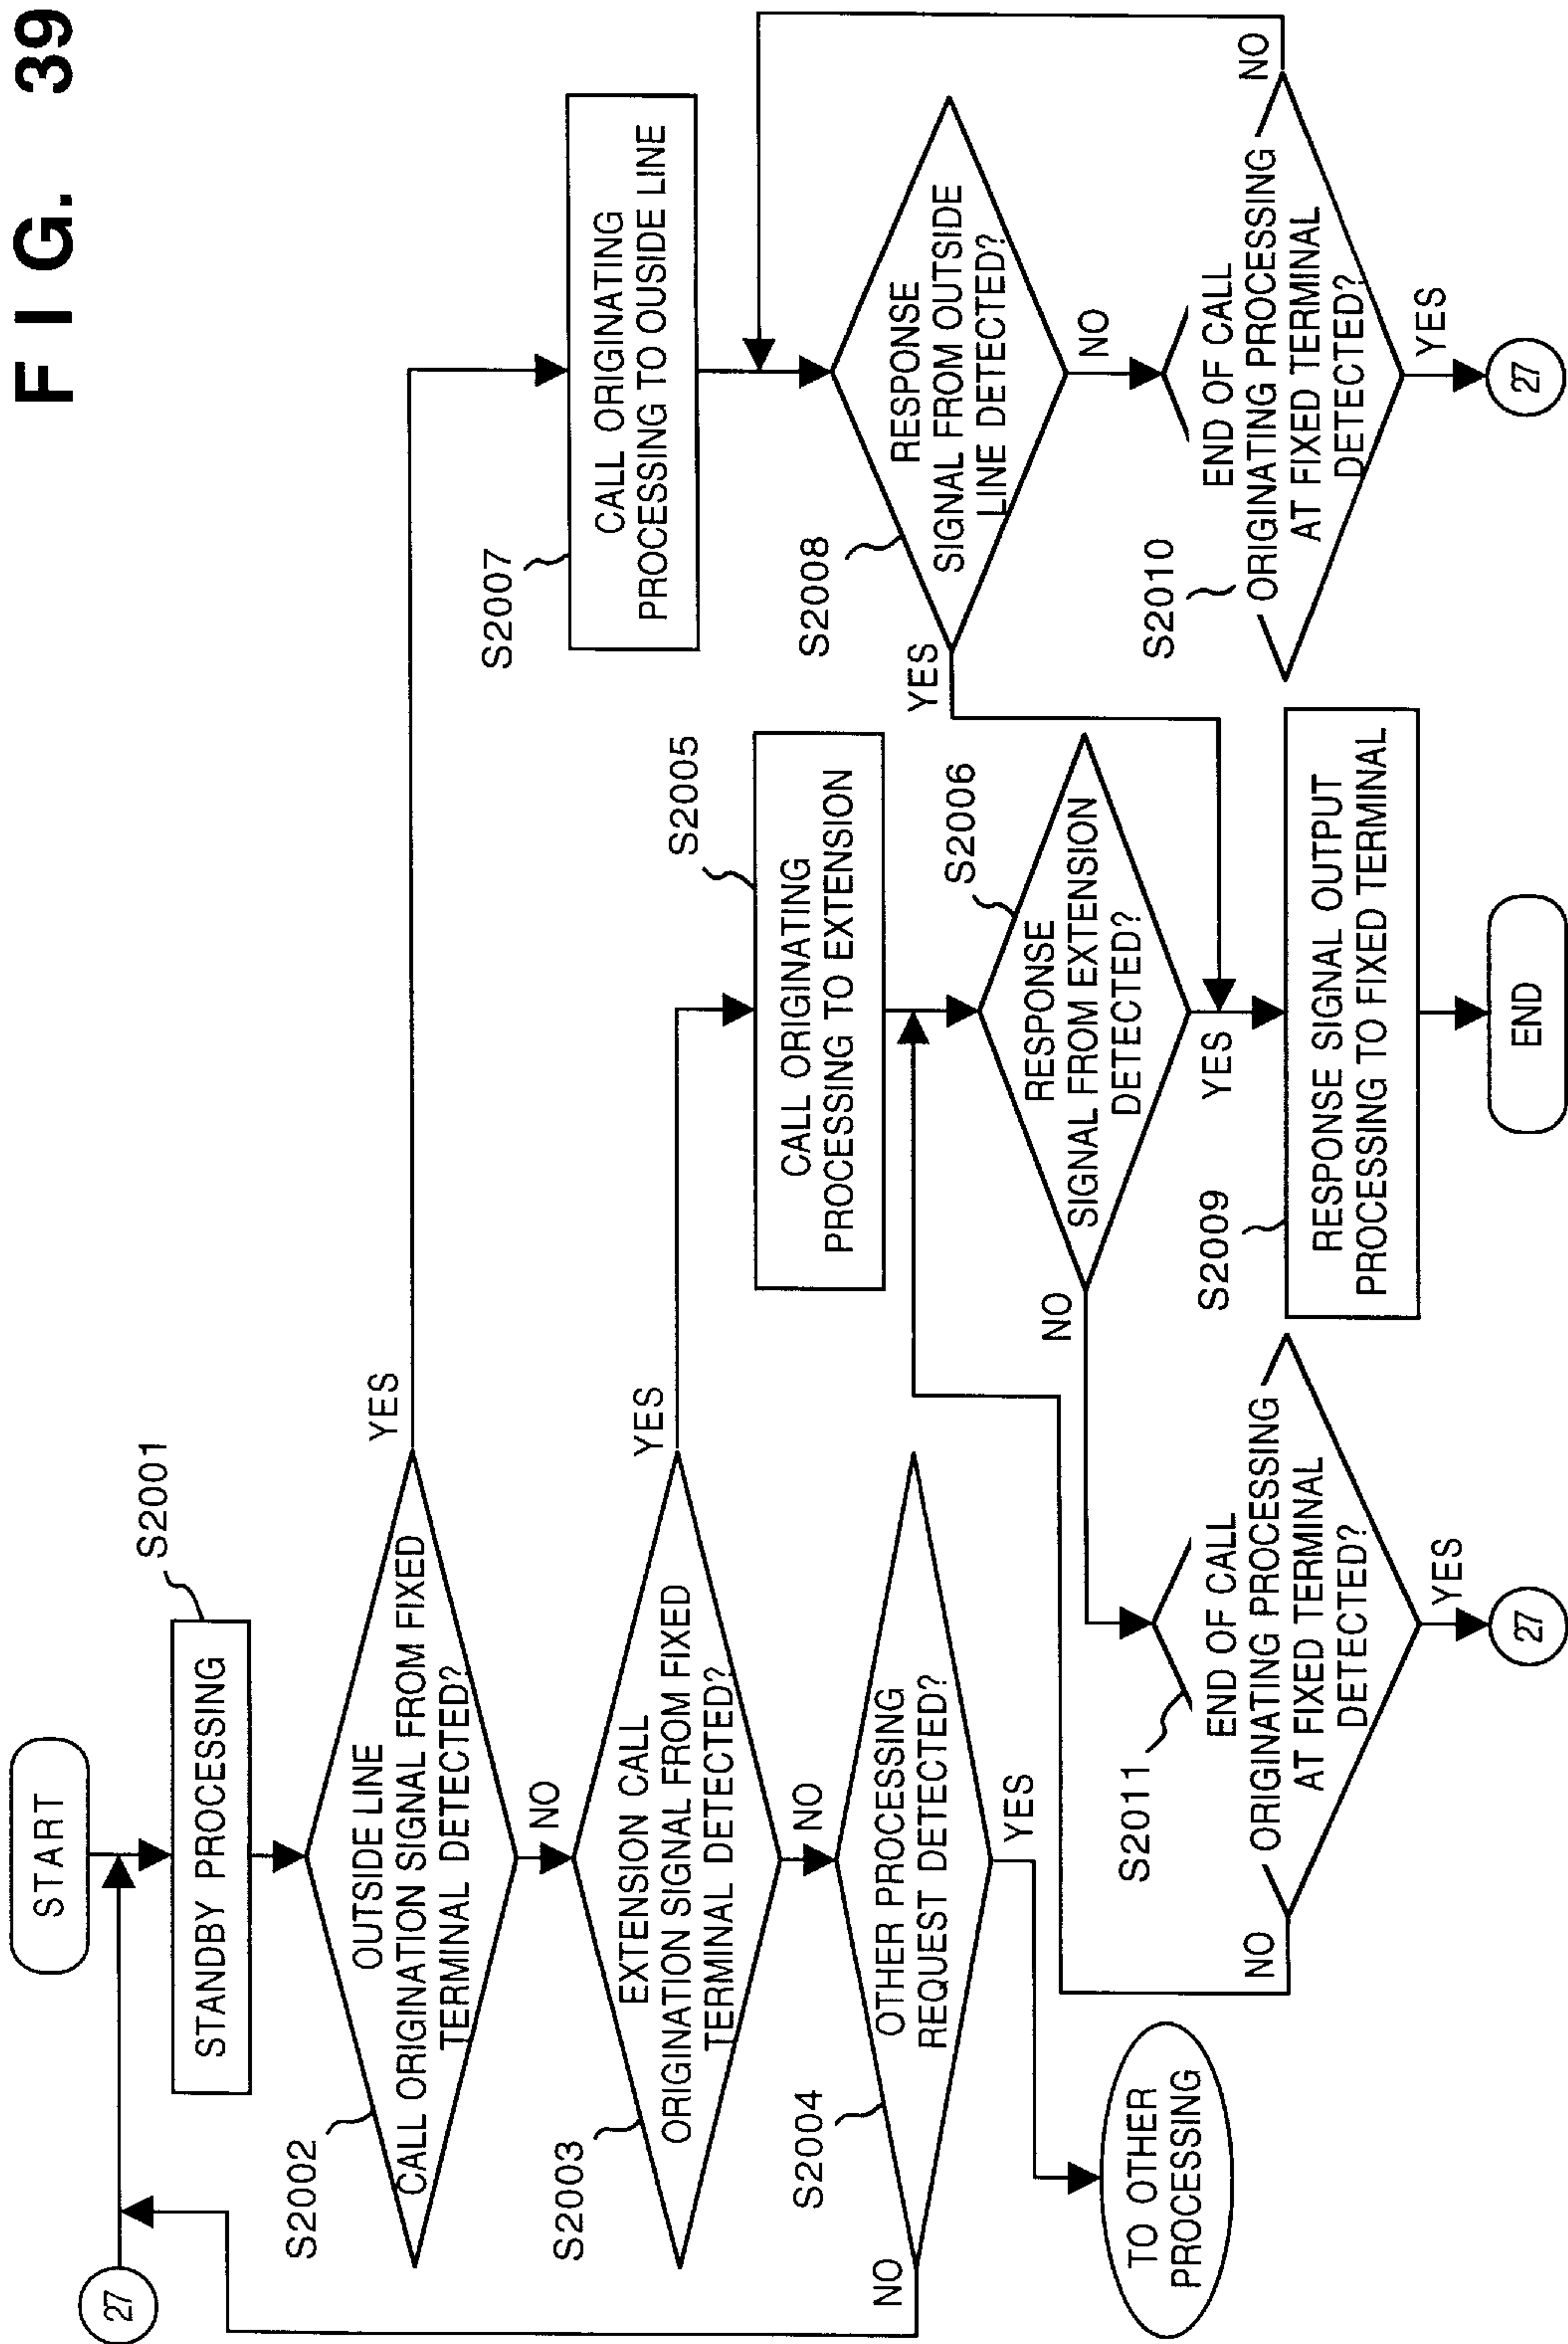 FIG. 39
START
27
STANDBY PROCESSING
S2001
S2002
OUTSIDE LINE
CALL ORIGINATION SIGNAL FROM FIXED
TERMINAL DETECTED?
YES
NO
S2003
EXTENSION CALL
ORIGINATION SIGNAL FROM FIXED
TERMINAL DETECTED?
YES
NO
S2004
OTHER PROCESSING
REQUEST DETECTED?
NO
YES
TO OTHER
PROCESSING
S2005
CALL ORIGINATING
PROCESSING TO EXTENSION
S2006
RESPONSE
SIGNAL FROM EXTENSION
DETECTED?
NO
YES
S2007
CALL ORIGINATING
PROCESSING TO OUSIDE LINE
S2008
RESPONSE
SIGNAL FROM OUTSIDE
LINE DETECTED?
YES
NO
S2011
END OF CALL
ORIGINATING PROCESSING
AT FIXED TERMINAL
DETECTED?
NO
YES
27
S2009
RESPONSE SIGNAL OUTPUT
PROCESSING TO FIXED TERMINAL
END
S2010
END OF CALL
ORIGINATING PROCESSING
AT FIXED TERMINAL
DETECTED?
NO
YES
27